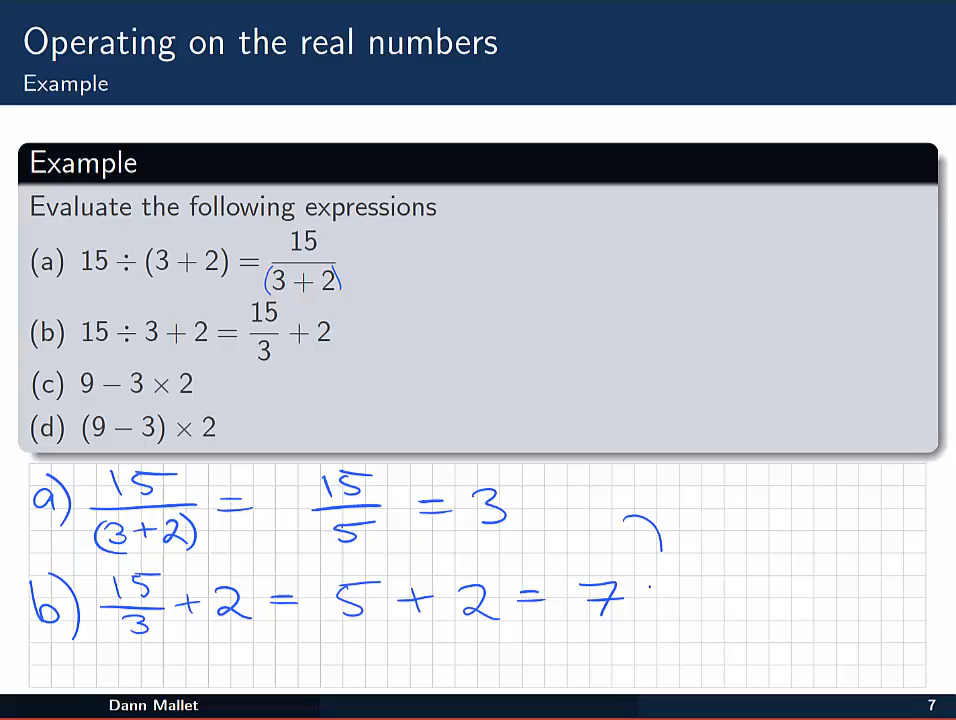 Operating on the real numbers
Example
Example
Evaluate the following expressions
(a) 15 ÷ (3 + 2) = 15/(3 + 2)
(b) 15 ÷ 3 + 2 = 15/3 + 2
(c) 9 − 3 × 2
(d) (9 − 3) × 2
a) 15/(3+2) = 15/5 = 3
b) 15/3 + 2 = 5 + 2 = 7
Dann Mallet 7